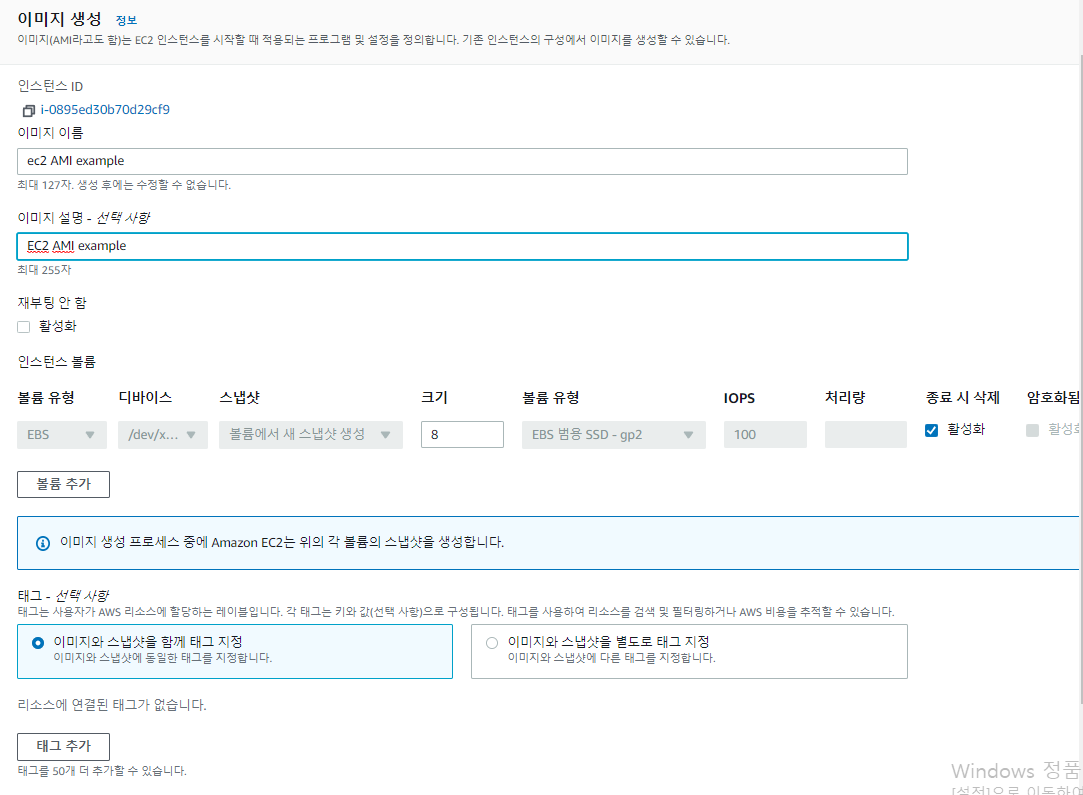 이미지 생성 정보
이미지(AMI라고도 함)는 EC2 인스턴스를 시작할 때 적용되는 프로그램 및 설정을 정의합니다. 기존 인스턴스의 구성에서 이미지를 생성할 수 있습니다.
인스턴스 ID
i-0895ed30b70d29cf9
이미지 이름
ec2 AMI example
최대 127자. 생성 후에는 수정할 수 없습니다.
이미지 설명 - 선택 사항
EC2 AMI example
최대 255자
재부팅 안 함
활성화
인스턴스 볼륨
볼륨 유형 디바이스 스냅샷 크기 볼륨 유형 IOPS 처리량 종료 시 삭제 암호화됨
EBS /dev/x... 볼륨에서 새 스냅샷 생성 8 EBS 범용 SSD - gp2 100 활성화 활성화
볼륨 추가
이미지 생성 프로세스 중에 Amazon EC2는 위의 각 볼륨의 스냅샷을 생성합니다.
태그 - 선택 사항
태그는 사용자가 AWS 리소스에 할당하는 레이블입니다. 각 태그는 키와 값(선택 사항)으로 구성됩니다. 태그를 사용하여 리소스를 검색 및 필터링하거나 AWS 비용을 추적할 수 있습니다.
이미지와 스냅샷을 함께 태그 지정 이미지와 스냅샷을 별도로 태그 지정
이미지와 스냅샷에 동일한 태그를 지정합니다. 이미지와 스냅샷에 다른 태그를 지정합니다.
리소스에 연결된 태그가 없습니다.
태그 추가
태그를 50개 더 추가할 수 있습니다.
Windows 정품
[설정]으로 이동하여